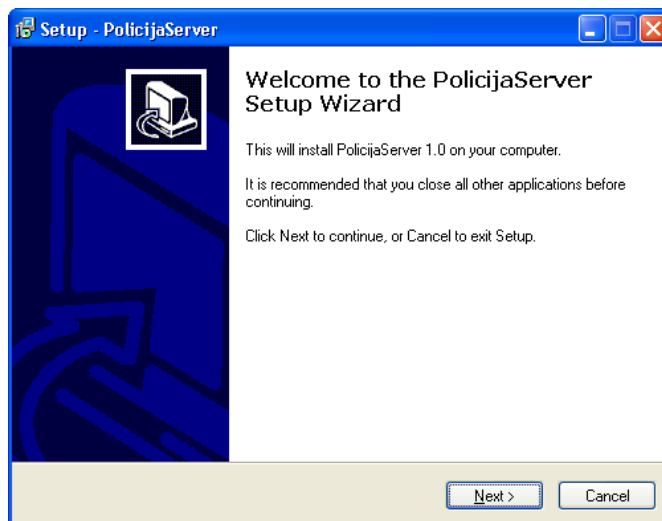 Setup - PolicijaServer
Welcome to the PolicijaServer
Setup Wizard
This will install PolicijaServer 1.0 on your computer.
It is recommended that you close all other applications before
continuing.
Click Next to continue, or Cancel to exit Setup.
Next >
Cancel